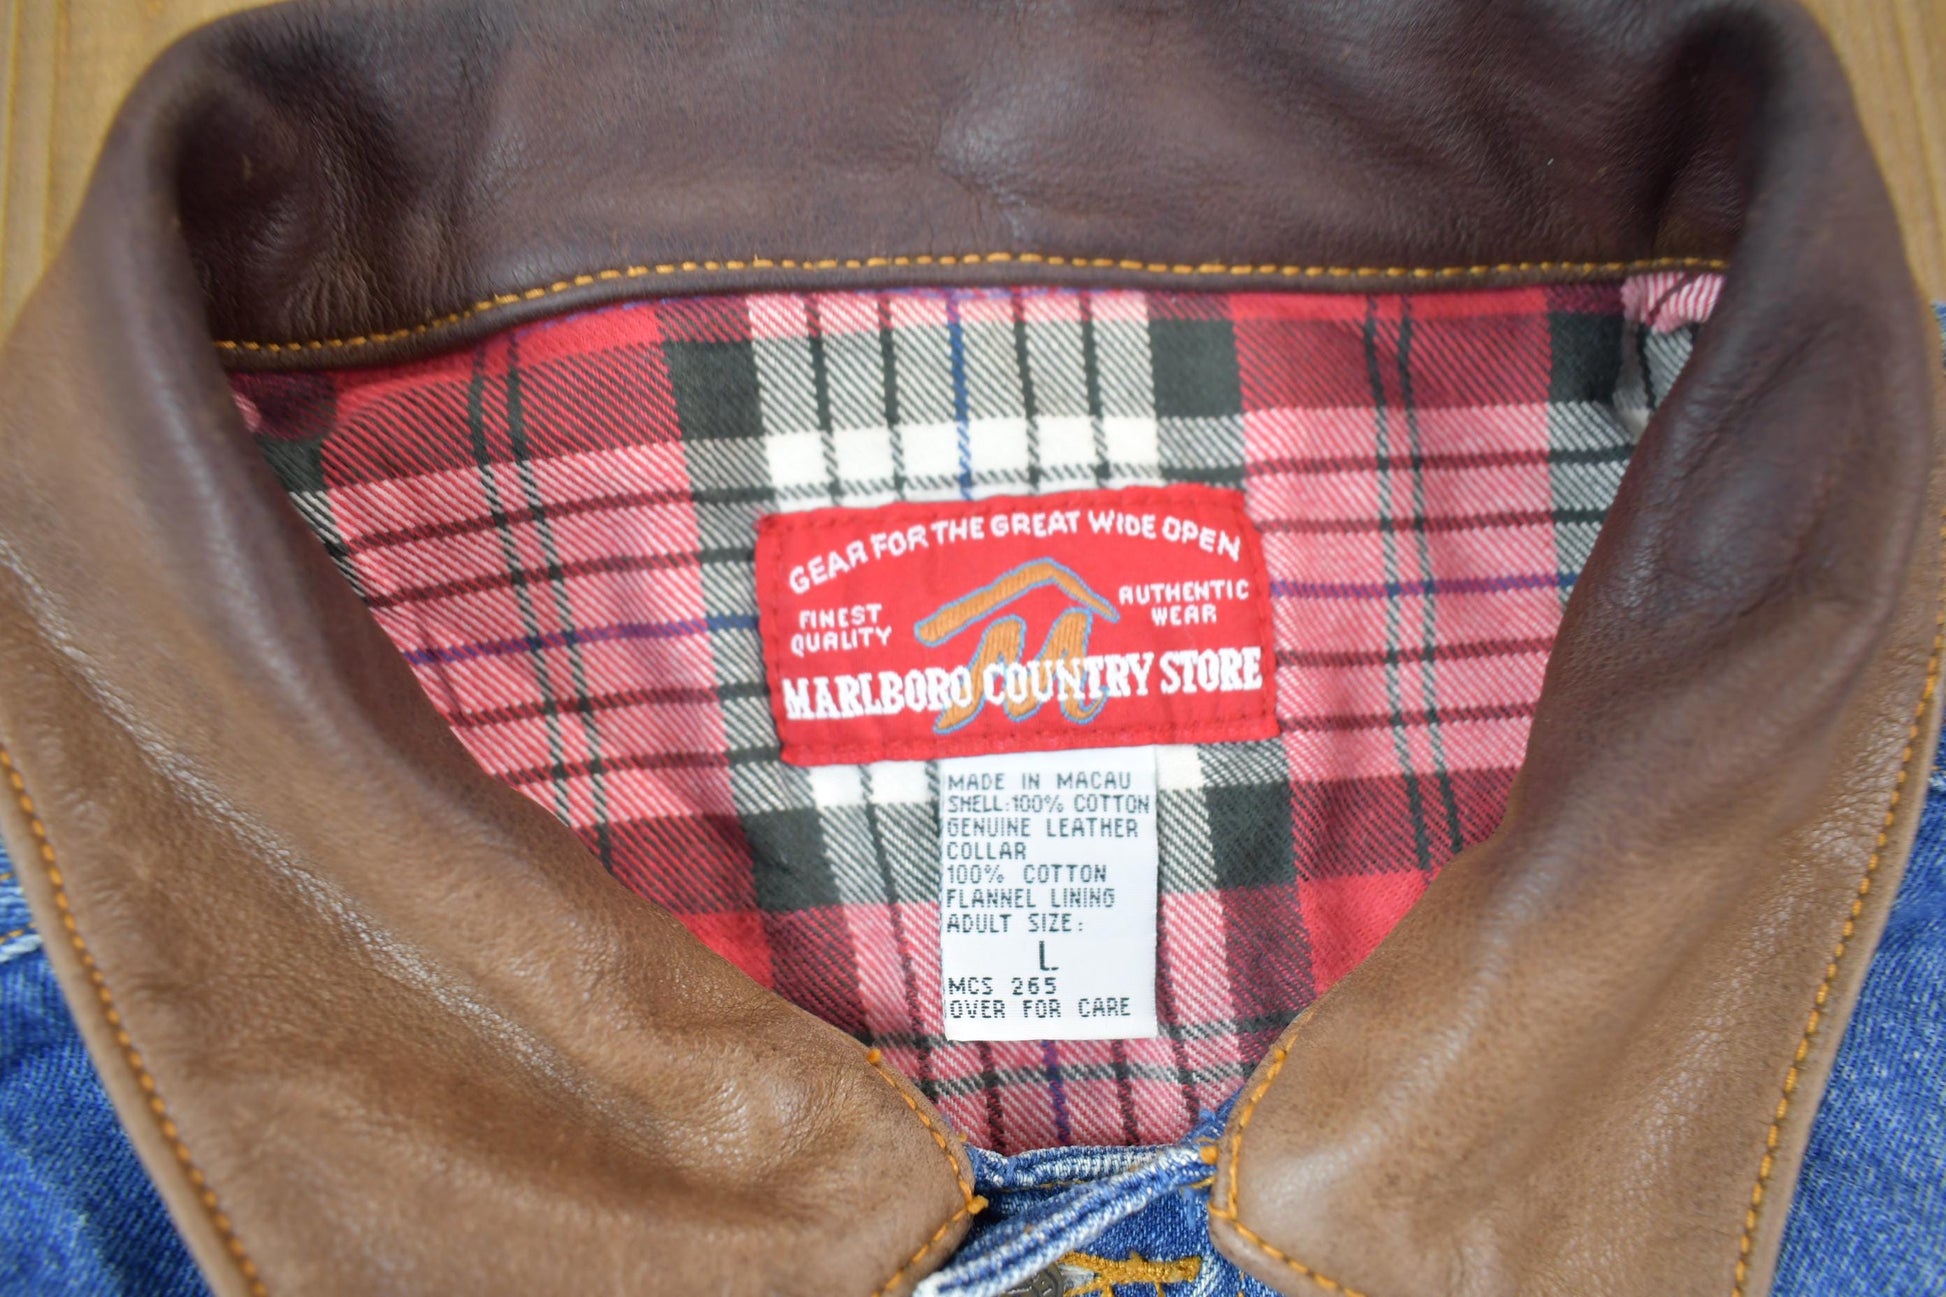 GEAR FOR THE GREAT WIDE OPEN
FINEST
QUALITY
AUTHENTIC
WEAR
M
MARLBORO COUNTRY STORE
MADE IN MACAU
SHELL:100% COTTON
GENUINE LEATHER
COLLAR
100% COTTON
FLANNEL LINING
ADULT SIZE:
L
MCS 265
OVER FOR CARE